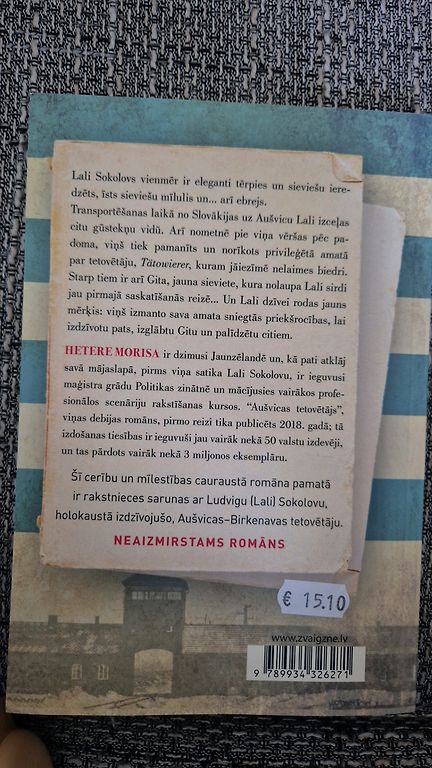 Lali Sokolovs vienmēr ir eleganti tērpies un sieviešu iere-
dzēts, īsts sieviešu mīlulis un... arī ebrejs.
Transportēšanas laikā no Slovākijas uz Aušvicu Lali izceļas
citu gūstekņu vidū. Arī nometnē pie viņa vēršas pēc pa-
doma, viņš tiek pamanīts un norīkots privileģētā amatā
par tetovētāju, Tätowierer, kuram jāiezīmē nelaimes biedri.
Starp tiem ir arī Gita, jauna sieviete, kura nolaupa Lali sirdi
jau pirmajā saskatīšanās reizē... Un Lali dzīvei rodas jauns
mērķis: viņš izmanto sava amata sniegtās priekšrocības, lai
izdzīvotu pats, izglābtu Gitu un palīdzētu citiem.
HETERE MORISA ir dzimusi Jaunzēlandē un, kā pati atklāj
savā mājaslapā, pirms viņa satika Lali Sokolovu, ir ieguvusi
maģistra grādu Politikas zinātnē un mācījusies vairākos profe-
sionālos scenāriju rakstīšanas kursos. "Aušvicas tetovētājs",
viņas debijas romāns, pirmo reizi tika publicēts 2018. gadā; tā
izdošanas tiesības ir ieguvuši jau vairāk nekā 50 valstu izdevēji,
un tas pārdots vairāk nekā 3 miljonos eksemplāru.
Šī cerību un mīlestības cauraustā romāna pamatā
ir rakstnieces sarunas ar Ludvigu (Lali) Sokolovu,
holokaustā izdzīvojušo, Aušvicas–Birkenavas tetovētāju.
NEAIZMIRSTAMS ROMĀNS
€ 15.10
www.zvaigzne.lv
9 789934 326271